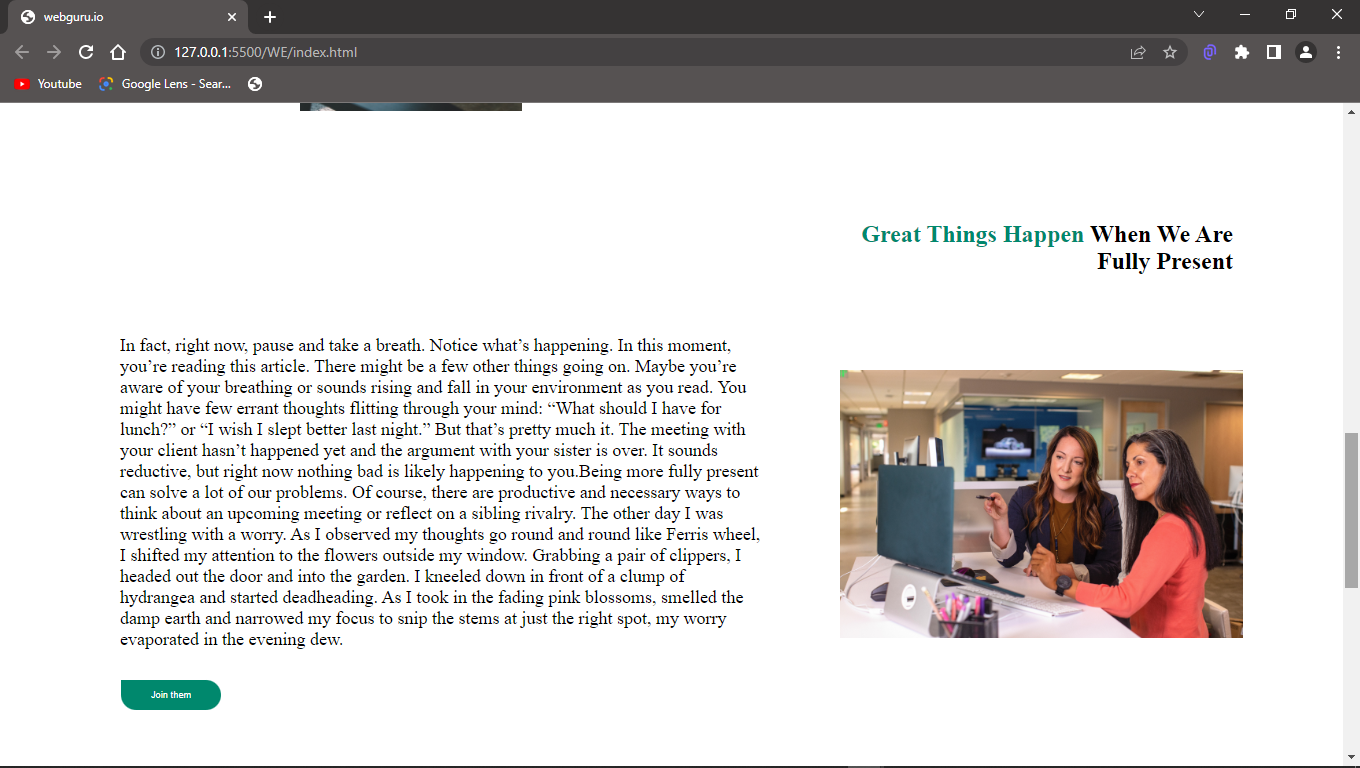 webguru.io
127.0.0.1:5500/WE/index.html
Youtube
Google Lens - Sear...
Great Things Happen When We Are
Fully Present
In fact, right now, pause and take a breath. Notice what’s happening. In this moment,
you’re reading this article. There might be a few other things going on. Maybe you’re
aware of your breathing or sounds rising and fall in your environment as you read. You
might have few errant thoughts flitting through your mind: “What should I have for
lunch?” or “I wish I slept better last night.” But that’s pretty much it. The meeting with
your client hasn’t happened yet and the argument with your sister is over. It sounds
reductive, but right now nothing bad is likely happening to you.Being more fully present
can solve a lot of our problems. Of course, there are productive and necessary ways to
think about an upcoming meeting or reflect on a sibling rivalry. The other day I was
wrestling with a worry. As I observed my thoughts go round and round like Ferris wheel,
I shifted my attention to the flowers outside my window. Grabbing a pair of clippers, I
headed out the door and into the garden. I kneeled down in front of a clump of
hydrangea and started deadheading. As I took in the fading pink blossoms, smelled the
damp earth and narrowed my focus to snip the stems at just the right spot, my worry
evaporated in the evening dew.
Join them